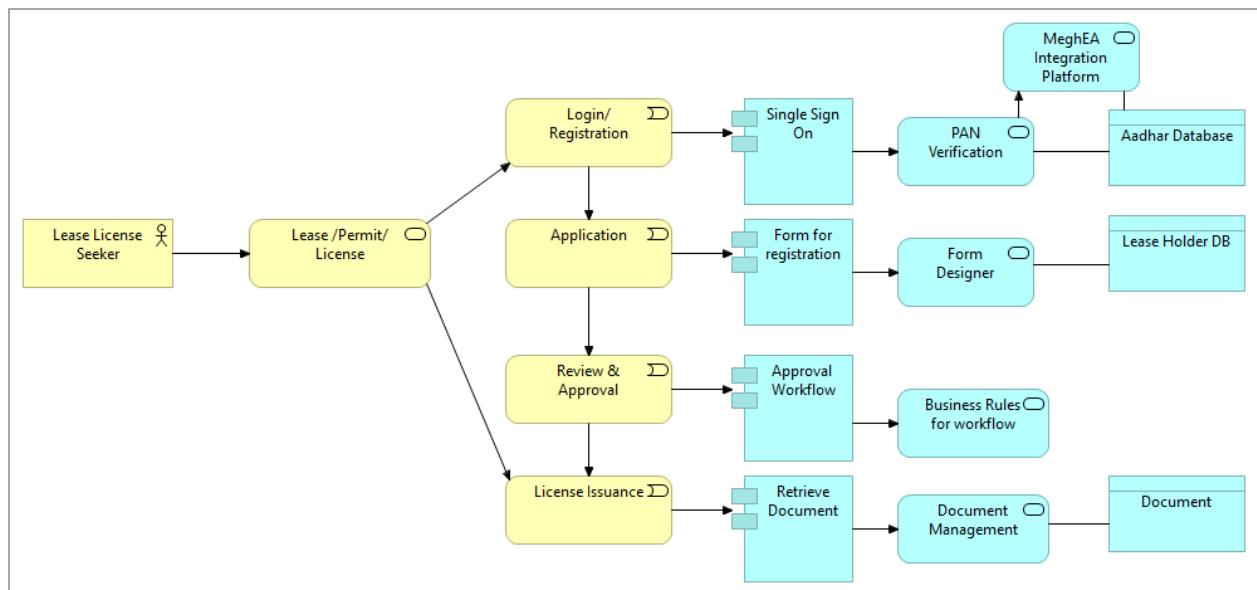 MeghEA
Integration
Platform
Login/
Registration
Single Sign
On
PAN
Verification
Aadhar Database
Lease License
Seeker
Lease /Permit/
License
Application
Form for
registration
Form
Designer
Lease Holder DB
Review &
Approval
Approval
Workflow
Business Rules
for workflow
License Issuance
Retrieve
Document
Document
Management
Document